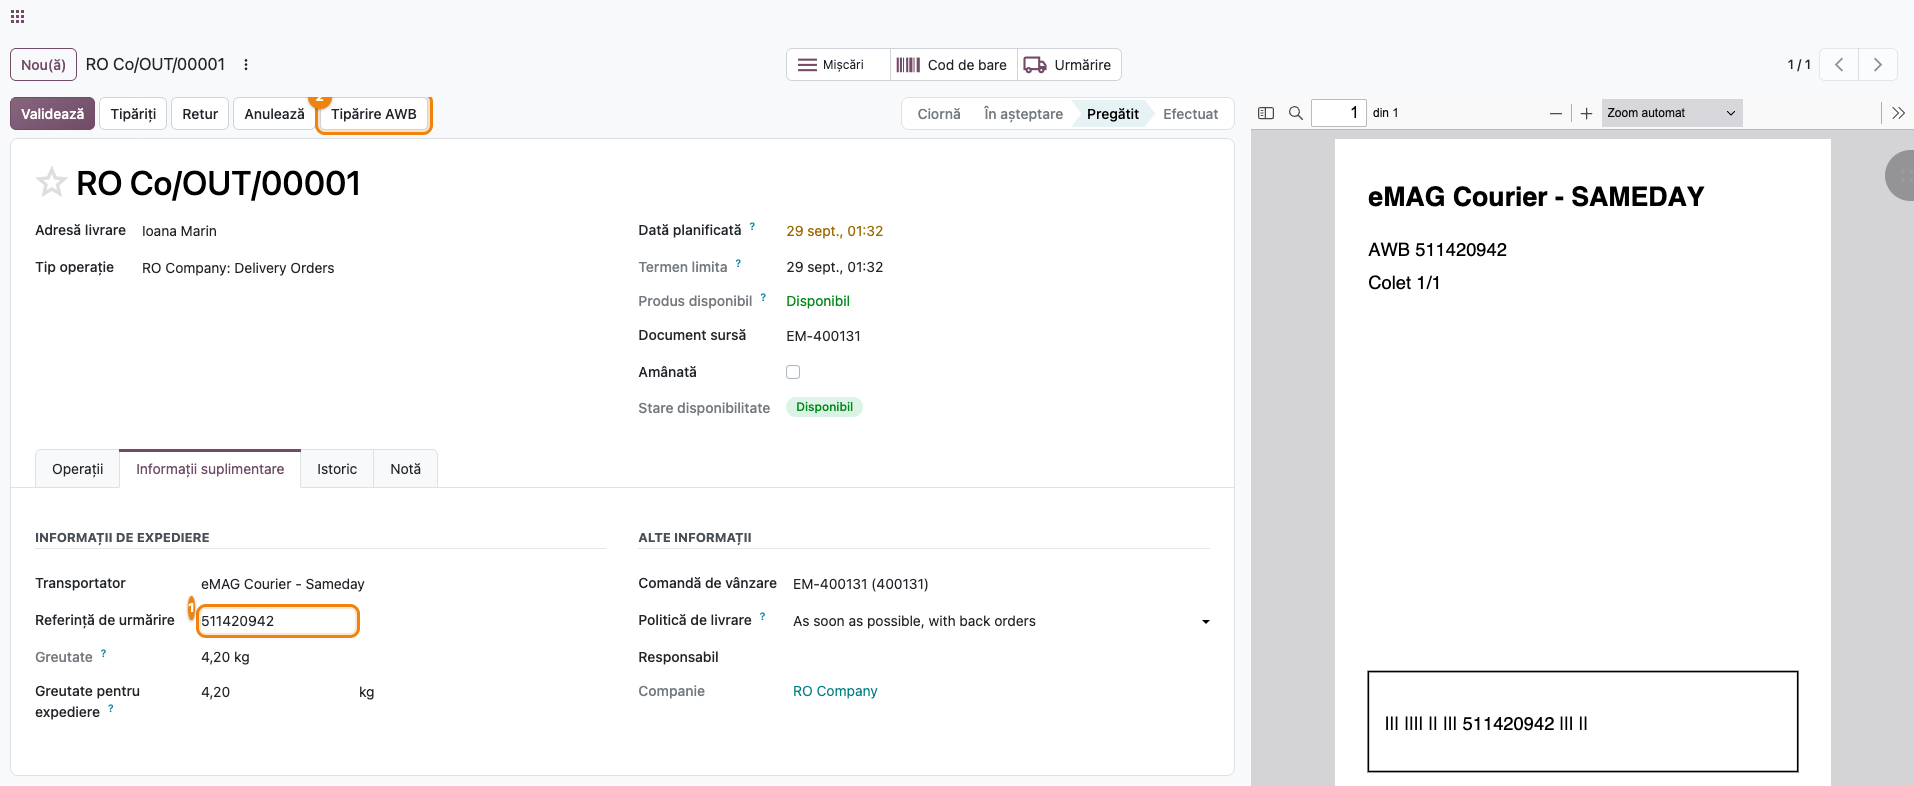 Nou(ă)
RO Co/OUT/00001
Mișcări
Cod de bare
Urmărire
1 / 1
Validează
Tipăriți
Retur
Anulează
2
Tipărire AWB
Ciornă
În așteptare
Pregătit
Efectuat
1
din 1
Zoom automat
RO Co/OUT/00001
Adresă livrare
Ioana Marin
Tip operație
RO Company: Delivery Orders
Dată planificată ?
29 sept., 01:32
Termen limita ?
29 sept., 01:32
Produs disponibil ?
Disponibil
Document sursă
EM-400131
Amânată
Stare disponibilitate
Disponibil
Operații
Informații suplimentare
Istoric
Notă
INFORMAȚII DE EXPEDIERE
Transportator
eMAG Courier - Sameday
1
Referință de urmărire
511420942
Greutate ?
4,20 kg
Greutate pentru
expediere ?
4,20
kg
ALTE INFORMAȚII
Comandă de vânzare
EM-400131 (400131)
Politică de livrare ?
As soon as possible, with back orders
Responsabil
Companie
RO Company
eMAG Courier - SAMEDAY
AWB 511420942
Colet 1/1
||| |||| || ||| 511420942 ||| ||